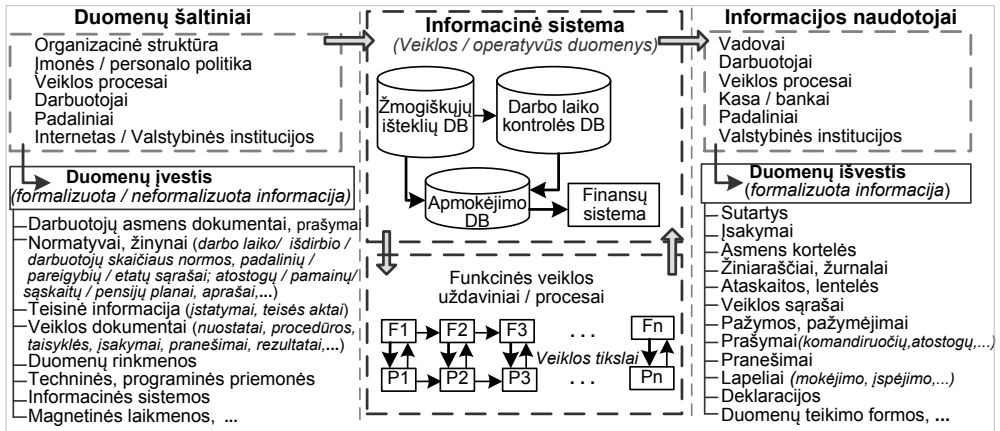 Duomenų šaltiniai
Organizacinė struktūra
Įmonės / personalo politika
Veiklos procesai
Darbuotojai
Padaliniai
Internetas / Valstybinės institucijos
Duomenų įvestis
(formalizuota / neformalizuota informacija)
Darbuotojų asmens dokumentai, prašymai
Normatyvai, žinynai (darbo laiko/ išdirbio /
darbuotojų skaičiaus normos, padalinių /
pareigybių / etatų sąrašai; atostogų / pamainų/
sąskaitų / pensijų planai, aprašai,...)
Teisinė informacija (įstatymai, teisės aktai)
Veiklos dokumentai (nuostatai, procedūros,
taisyklės, įsakymai, pranešimai, rezultatai,...)
Duomenų rinkmenos
Techninės, programinės priemonės
Informacinės sistemos
Magnetinės laikmenos, ...
Informacinė sistema
(Veiklos / operatyvūs duomenys)
Žmogiškųjų
išteklių DB
Darbo laiko
kontrolės DB
Apmokėjimo
DB
Finansų
sistema
Funkcinės veiklos
uždaviniai / procesai
F1 F2 F3 . . . Fn
Veiklos tikslai
P1 P2 P3 . . . Pn
Informacijos naudotojai
Vadovai
Darbuotojai
Veiklos procesai
Kasa / bankai
Padaliniai
Valstybinės institucijos
Duomenų išvestis
(formalizuota informacija)
Sutartys
Įsakymai
Asmens kortelės
Žiniaraščiai, žurnalai
Ataskaitos, lentelės
Veiklos sąrašai
Pažymos, pažymėjimai
Prašymai(komandiruočių,atostogų,...)
Pranešimai
Lapeliai (mokėjimo, įspėjimo,...)
Deklaracijos
Duomenų teikimo formos, ...